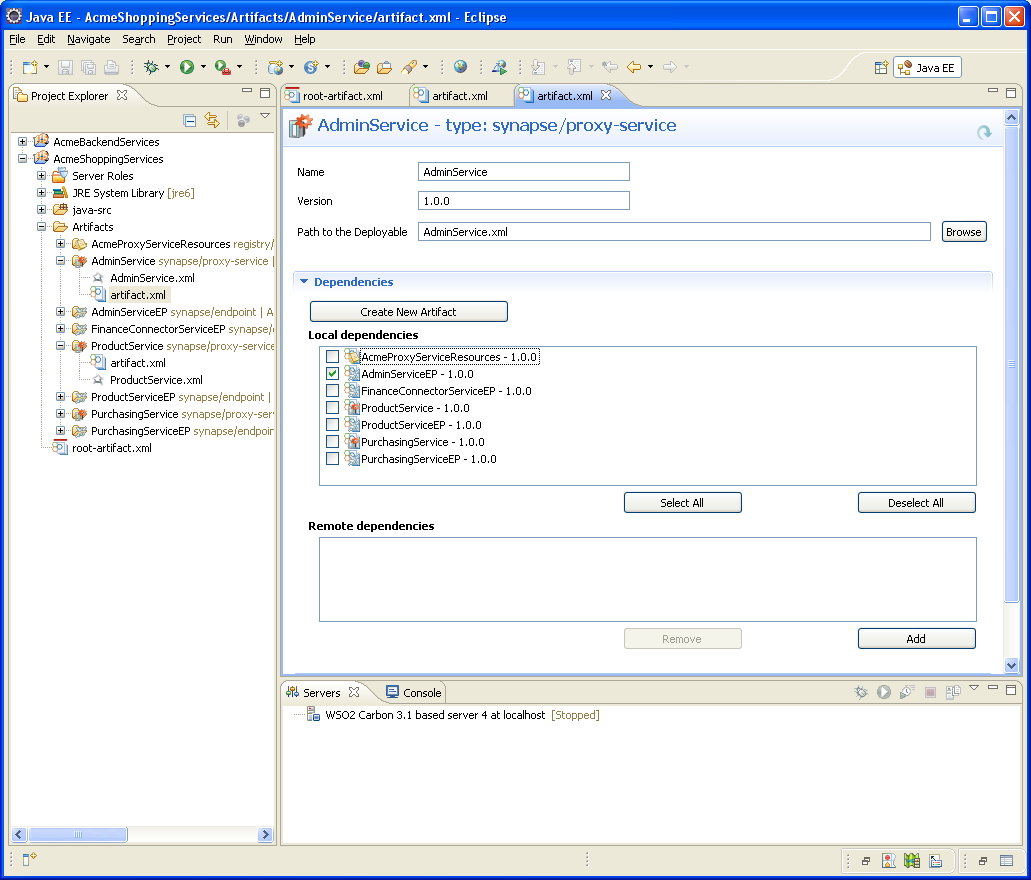 Java EE - AcmeShoppingServices/Artifacts/AdminService/artifact.xml - Eclipse
File Edit Navigate Search Project Run Window Help
Java EE
Project Explorer
AcmeBackendServices
AcmeShoppingServices
Server Roles
JRE System Library [jre6]
java-src
Artifacts
AcmeProxyServiceResources registry/
AdminService synapse/proxy-service |
AdminService.xml
artifact.xml
AdminServiceEP synapse/endpoint | A
FinanceConnectorServiceEP synapse/
ProductService synapse/proxy-service
artifact.xml
ProductService.xml
ProductServiceEP synapse/endpoint |
PurchasingService synapse/proxy-ser
PurchasingServiceEP synapse/endpoin
root-artifact.xml
root-artifact.xml artifact.xml artifact.xml
AdminService - type: synapse/proxy-service
Name AdminService
Version 1.0.0
Path to the Deployable AdminService.xml Browse
Dependencies
Create New Artifact
Local dependencies
AcmeProxyServiceResources - 1.0.0
AdminServiceEP - 1.0.0
FinanceConnectorServiceEP - 1.0.0
ProductService - 1.0.0
ProductServiceEP - 1.0.0
PurchasingService - 1.0.0
PurchasingServiceEP - 1.0.0
Select All Deselect All
Remote dependencies
Remove Add
Servers Console
WSO2 Carbon 3.1 based server 4 at localhost [Stopped]